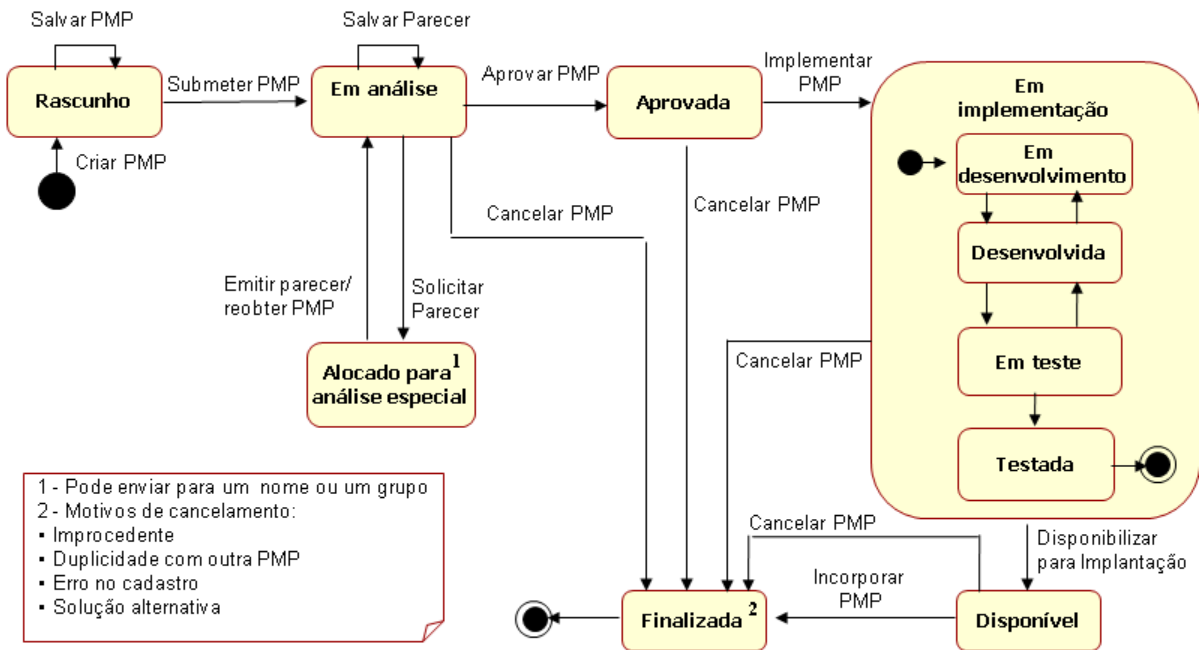 Salvar PMP
Salvar Parecer
Rascunho
Submeter PMP
Em análise
Aprovar PMP
Aprovada
Implementar
PMP
Em
implementação
Criar PMP
Em
desenvolvimento
Cancelar PMP
Cancelar PMP
Desenvolvida
Emitir parecer/
reobter PMP
Solicitar
Parecer
Alocado para 1
análise especial
Cancelar PMP
Em teste
Testada
1 - Pode enviar para um nome ou um grupo
2 - Motivos de cancelamento:
▪ Improcedente
▪ Duplicidade com outra PMP
▪ Erro no cadastro
▪ Solução alternativa
Cancelar PMP
Disponibilizar
para Implantação
Incorporar
PMP
Finalizada 2
Disponível